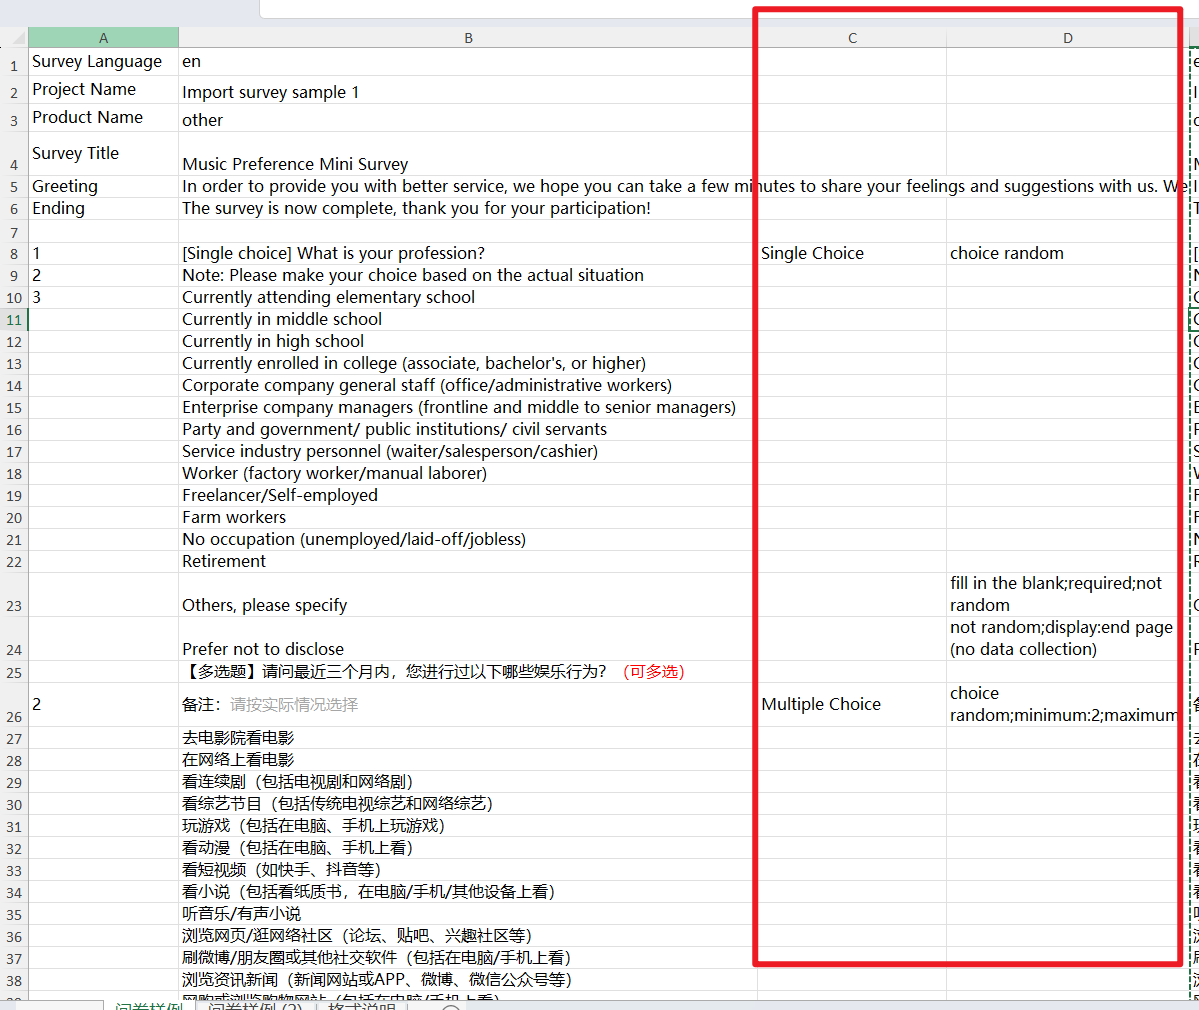 A B C D
1 Survey Language en
2 Project Name Import survey sample 1
3 Product Name other
4 Survey Title Music Preference Mini Survey
5 Greeting In order to provide you with better service, we hope you can take a few minutes to share your feelings and suggestions with us. We
6 Ending The survey is now complete, thank you for your participation!
7
8 1 [Single choice] What is your profession? Single Choice choice random
9 2 Note: Please make your choice based on the actual situation
10 3 Currently attending elementary school
11 Currently in middle school
12 Currently in high school
13 Currently enrolled in college (associate, bachelor's, or higher)
14 Corporate company general staff (office/administrative workers)
15 Enterprise company managers (frontline and middle to senior managers)
16 Party and government/ public institutions/ civil servants
17 Service industry personnel (waiter/salesperson/cashier)
18 Worker (factory worker/manual laborer)
19 Freelancer/Self-employed
20 Farm workers
21 No occupation (unemployed/laid-off/jobless)
22 Retirement
fill in the blank;required;not
23 Others, please specify random
not random;display:end page
24 Prefer not to disclose (no data collection)
25 【多选题】请问最近三个月内，您进行过以下哪些娱乐行为？（可多选）
26 2 备注：请按实际情况选择 Multiple Choice choice
random;minimum:2;maximum
27 去电影院看电影
28 在网络上看电影
29 看连续剧（包括电视剧和网络剧）
30 看综艺节目（包括传统电视综艺和网络综艺）
31 玩游戏（包括在电脑、手机上玩游戏）
32 看动漫（包括在电脑、手机上看）
33 看短视频（如快手、抖音等）
34 看小说（包括看纸质书，在电脑/手机/其他设备上看）
35 听音乐/有声小说
36 浏览网页/逛网络社区（论坛、贴吧、兴趣社区等）
37 刷微博/朋友圈或其他社交软件（包括在电脑/手机上看）
38 浏览资讯新闻（新闻网站或APP、微博、微信公众号等）
网购或浏览购物网站（包括在电脑/手机上看）
问卷样例 问卷样例 (2) 格式说明